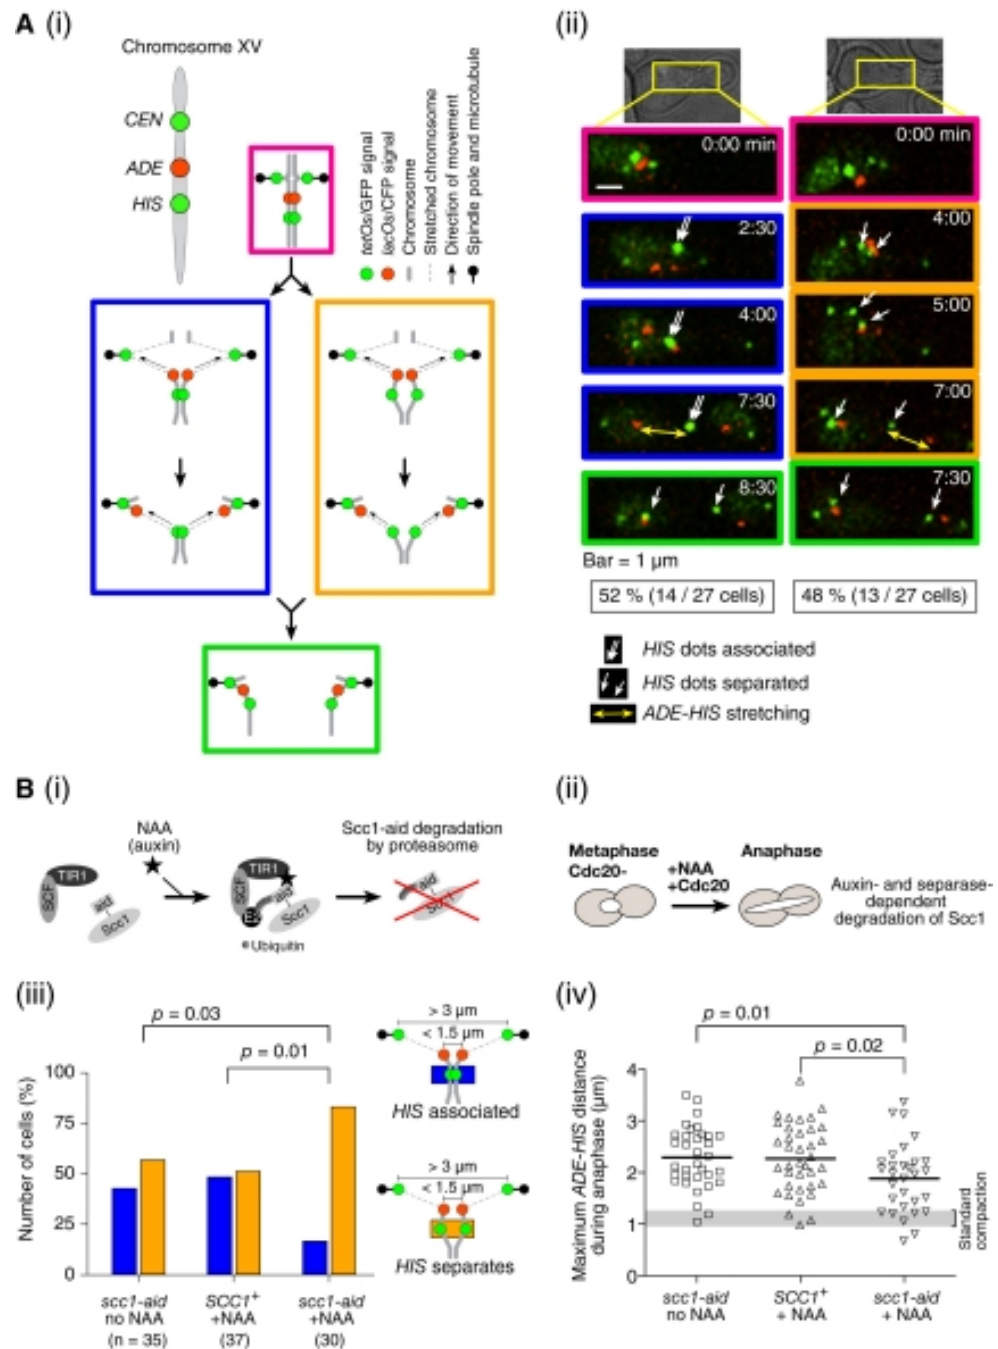 A (i)
Chromosome XV
CEN
ADE
HIS
tetOs/GFP signal
lacOs/CFP signal
Chromosome
Stretched chromosome
Direction of movement
Spindle pole and microtubule
(ii)
0:00 min
0:00 min
2:30
4:00
4:00
5:00
7:30
7:00
8:30
7:30
Bar = 1 µm
52 % (14 / 27 cells)
48 % (13 / 27 cells)
HIS dots associated
HIS dots separated
ADE-HIS stretching
B (i)
NAA
(auxin)
SCF
TIR1
aid
Scc1
SCF
TIR1
aid
Scc1
E2
Ubiquitin
Scc1-aid degradation
by proteasome
aid
Scc1
(ii)
Metaphase
Cdc20-
+NAA
+Cdc20
Anaphase
Auxin- and separase-
dependent
degradation of Scc1
(iii)
p = 0.03
p = 0.01
Number of cells (%)
100
75
50
25
0
scc1-aid
no NAA
(n = 35)
SCC1+
+NAA
(37)
scc1-aid
+NAA
(30)
> 3 µm
< 1.5 µm
HIS associated
> 3 µm
< 1.5 µm
HIS separates
(iv)
p = 0.01
p = 0.02
Maximum ADE-HIS distance
during anaphase (µm)
4
3
2
1
0
Standard
compaction
scc1-aid
no NAA
SCC1+
+ NAA
scc1-aid
+ NAA